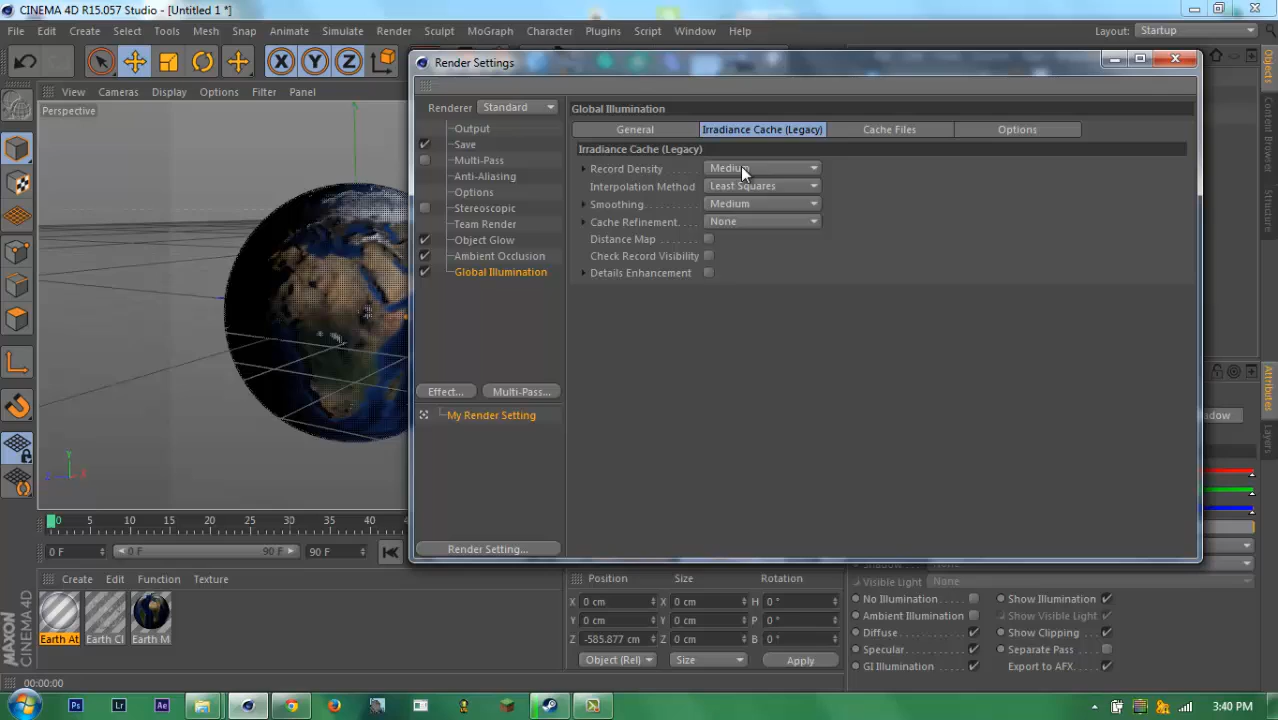 CINEMA 4D R15.057 Studio - [Untitled 1 *]
File Edit Create Select Tools Mesh Snap Animate Simulate Render Sculpt MoGraph Character Plugins Script Window Help
Layout: Startup
X Y Z
Render Settings
View Cameras Display Options Filter Panel
Perspective
Renderer Standard
Output
Save
Multi-Pass
Anti-Aliasing
Options
Stereoscopic
Team Render
Object Glow
Ambient Occlusion
Global Illumination
Effect... Multi-Pass...
My Render Setting
Render Setting...
Global Illumination
General Irradiance Cache (Legacy) Cache Files Options
Irradiance Cache (Legacy)
Record Density Medium
Interpolation Method Least Squares
Smoothing Medium
Cache Refinement None
Distance Map
Check Record Visibility
Details Enhancement
Objects
Content Browser
Attributes
Layers
Y
Z X
0 5 10 15 20 25 30 35 40
0 F 0 F 90 F 90 F
Create Edit Function Texture
Earth At Earth Cl Earth M
Position Size Rotation
X 0 cm X 0 cm H 0 °
Y 0 cm Y 0 cm P 0 °
Z -585.877 cm Z 0 cm B 0 °
Object (Rel) Size Apply
Visible Light None
No Illumination Show Illumination
Ambient Illumination Show Visible Light
Diffuse Show Clipping
Specular Separate Pass
GI Illumination Export to AFX
MAXON
CINEMA 4D
00:00:00
Ps Lr Ae
3:40 PM